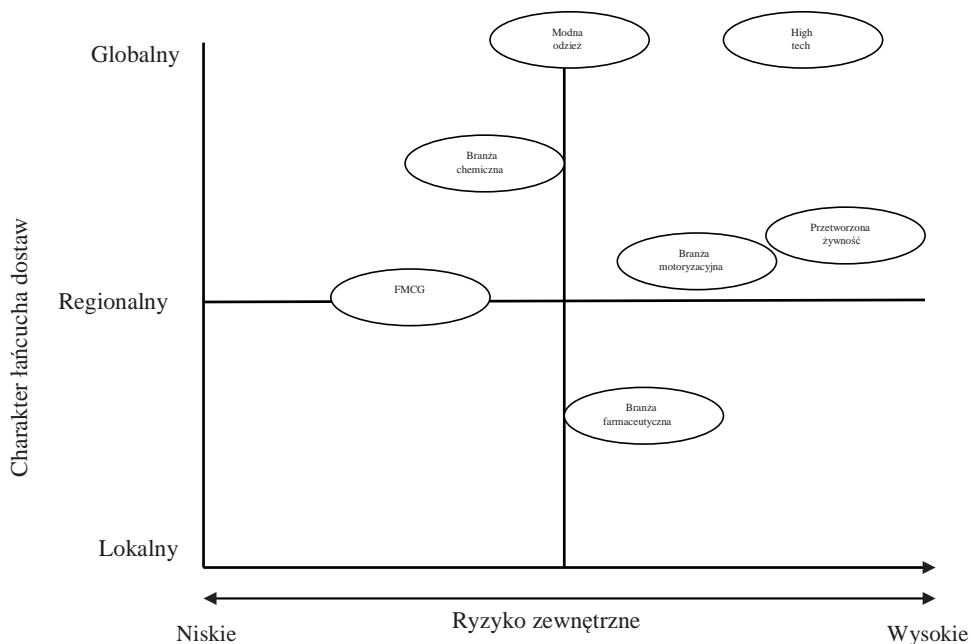 Globalny
Modna
odzież
High
tech
Branża
chemiczna
Przetworzona
żywność
Branża
motoryzacyjna
Charakter łańcucha dostaw
Regionalny
FMCG
Branża
farmaceutyczna
Lokalny
Ryzyko zewnętrzne
Niskie
Wysokie